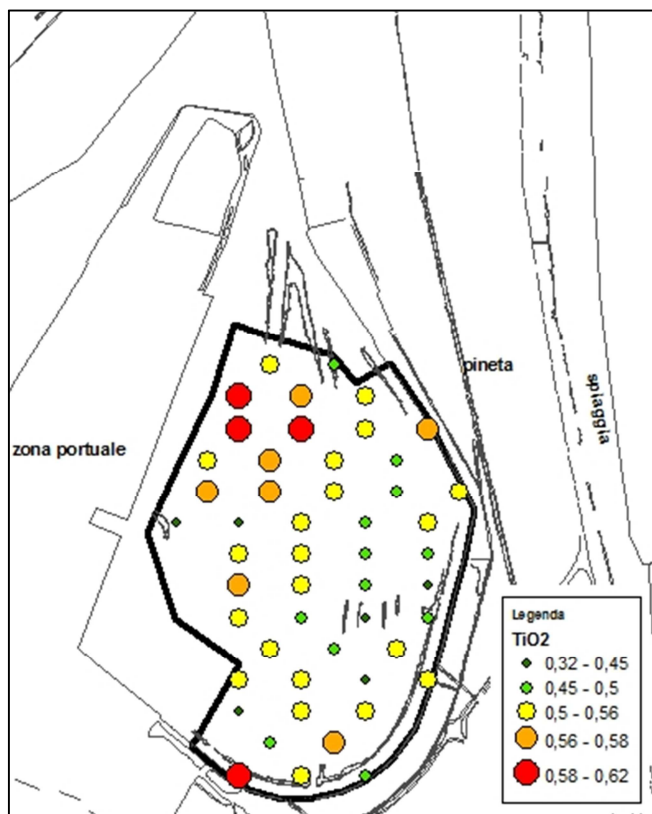 pineta
spiaggia
zona portuale
Legenda
TiO2
0,32 - 0,45
0,45 - 0,5
0,5 - 0,56
0,56 - 0,58
0,58 - 0,62